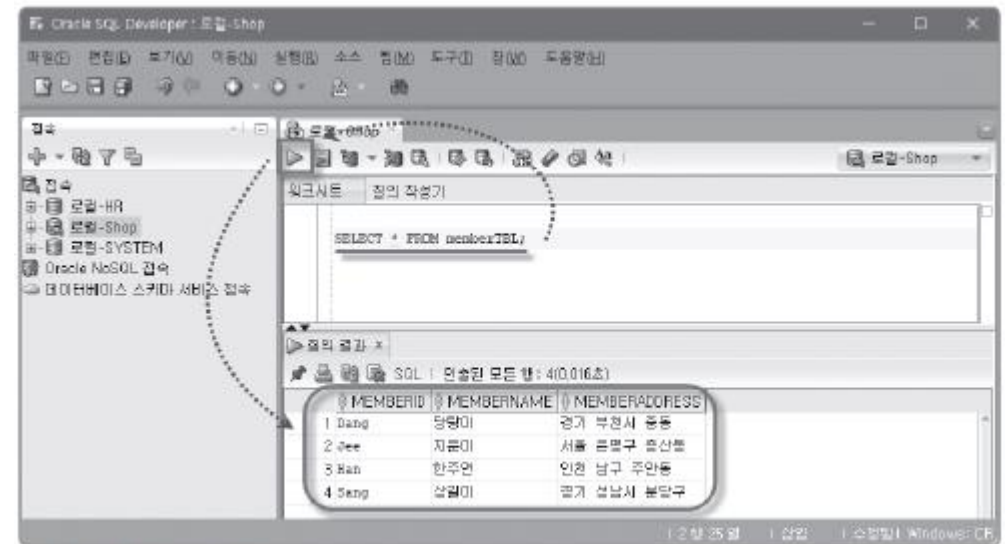 Oracle SQL Developer : 로컬-Shop
파일(F) 편집(E) 보기(V) 이동(N) 실행(R) 소스 팀(M) 도구(T) 창(W) 도움말(H)
접속
로컬-Shop
로컬-Shop
접속
로컬-HR
로컬-Shop
로컬-SYSTEM
Oracle NoSQL 접속
데이터베이스 스키마 서비스 접속
워크시트 질의 작성기
SELECT * FROM memberTBL;
질의 결과 ×
SQL | 인출된 모든 행: 4(0.016초)
MEMBERID MEMBERNAME MEMBERADDRESS
1 Dang 당탕이 경기 부천시 중동
2 Jee 지운이 서울 은평구 증산동
3 Han 한주연 인천 남구 주안동
4 Sang 상길이 경기 성남시 분당구
2행 25열 | 삽입 | 수정됨 | Windows: CR